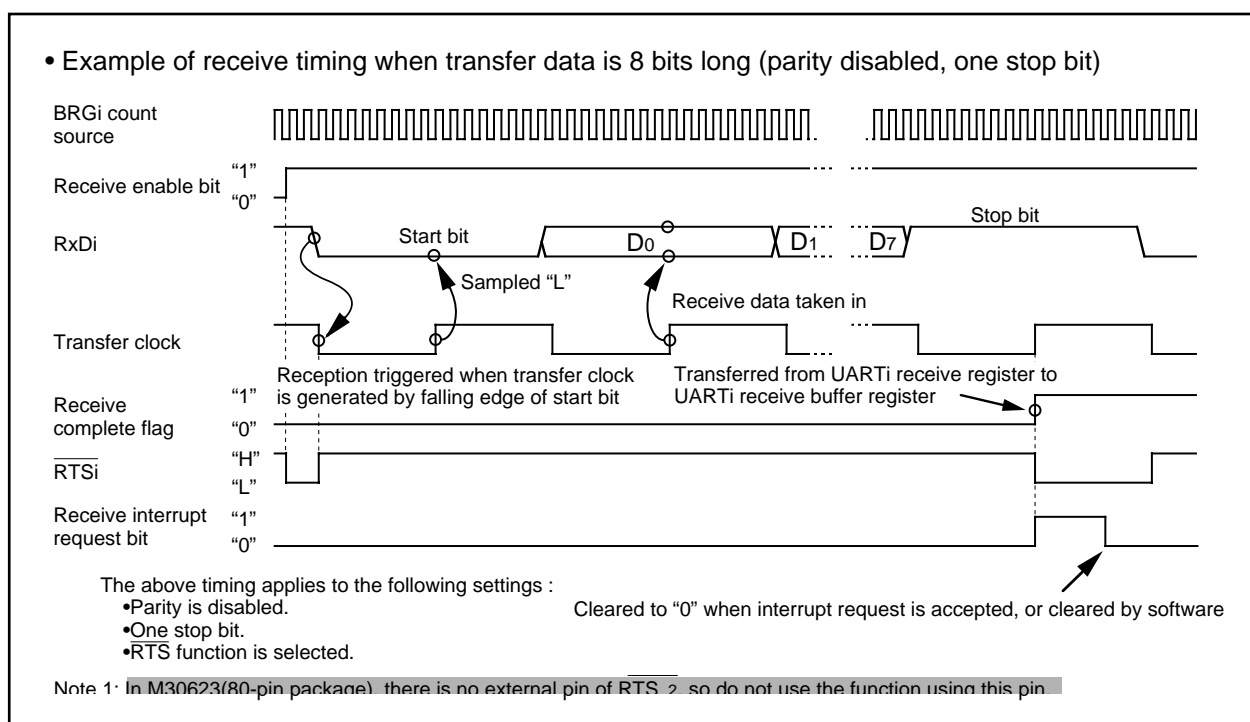 • Example of receive timing when transfer data is 8 bits long (parity disabled, one stop bit)
BRGi count
source
Receive enable bit
“1”
“0”
RxDi
Start bit
D0
D1
D7
Stop bit
Sampled “L”
Receive data taken in
Transfer clock
Reception triggered when transfer clock
is generated by falling edge of start bit
Transferred from UARTi receive register to
UARTi receive buffer register
Receive
complete flag
“1”
“0”
RTSi
“H”
“L”
Receive interrupt
request bit
“1”
“0”
The above timing applies to the following settings :
•Parity is disabled.
•One stop bit.
•RTS function is selected.
Cleared to “0” when interrupt request is accepted, or cleared by software
Note 1: In M30623(80-pin package), there is no external pin of RTS 2, so do not use the function using this pin.